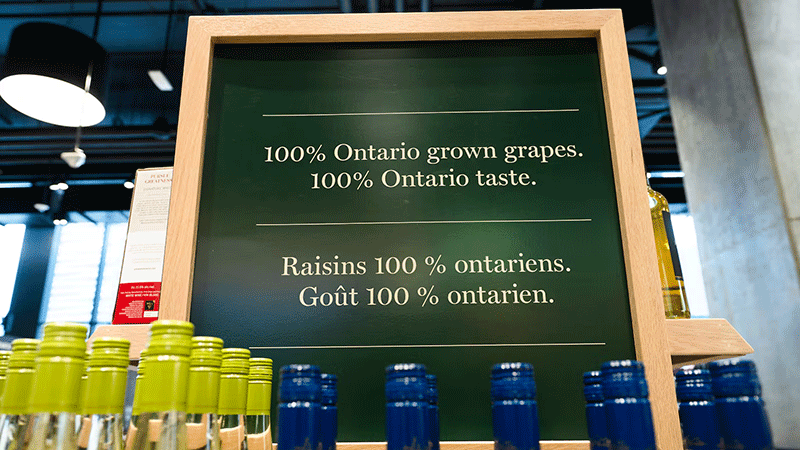 100% Ontario grown grapes.
100% Ontario taste.
Raisins 100 % ontariens.
Goût 100 % ontarien.